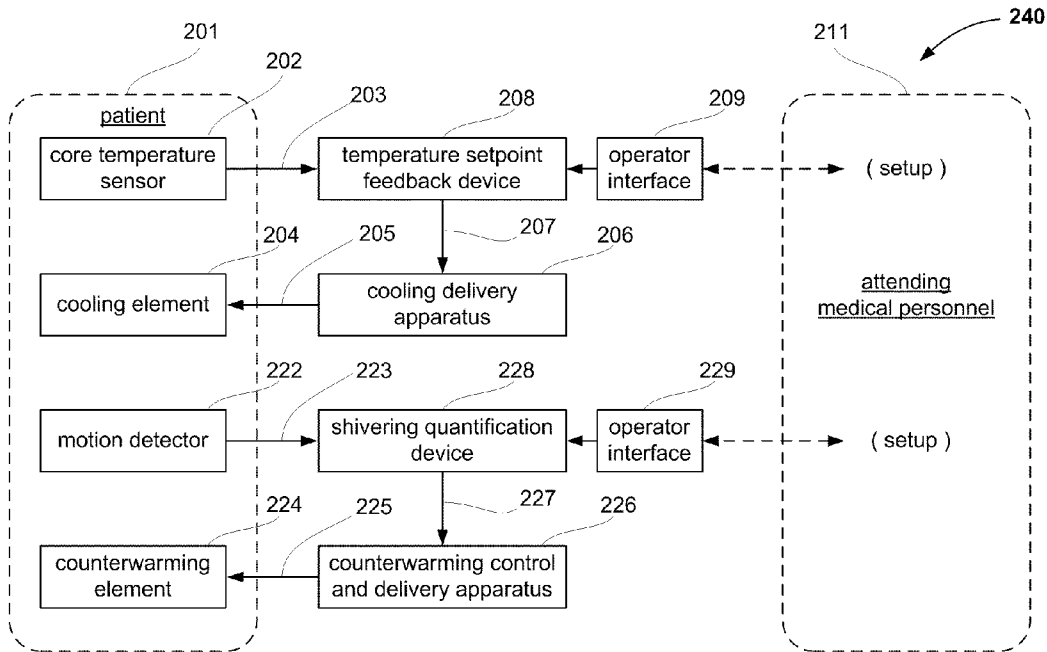 240
201
211
202
patient
203
208
209
core temperature
sensor
temperature setpoint
feedback device
operator
interface
( setup )
207
204
205
206
cooling element
cooling delivery
apparatus
attending
medical personnel
222
223
228
229
motion detector
shivering quantification
device
operator
interface
( setup )
227
224
225
226
counterwarming
element
counterwarming control
and delivery apparatus